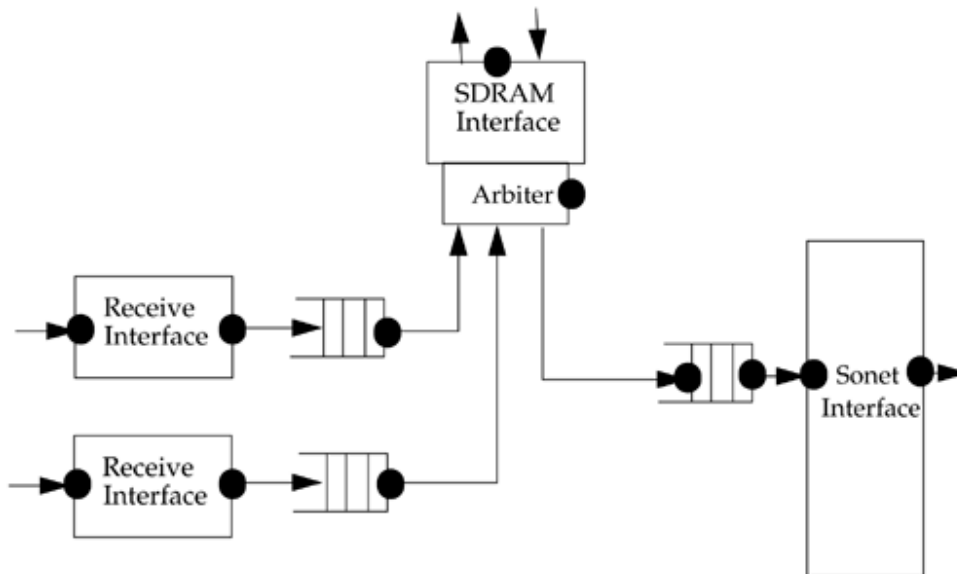 SDRAM
Interface
Arbiter
Receive
Interface
Receive
Interface
Sonet
Interface